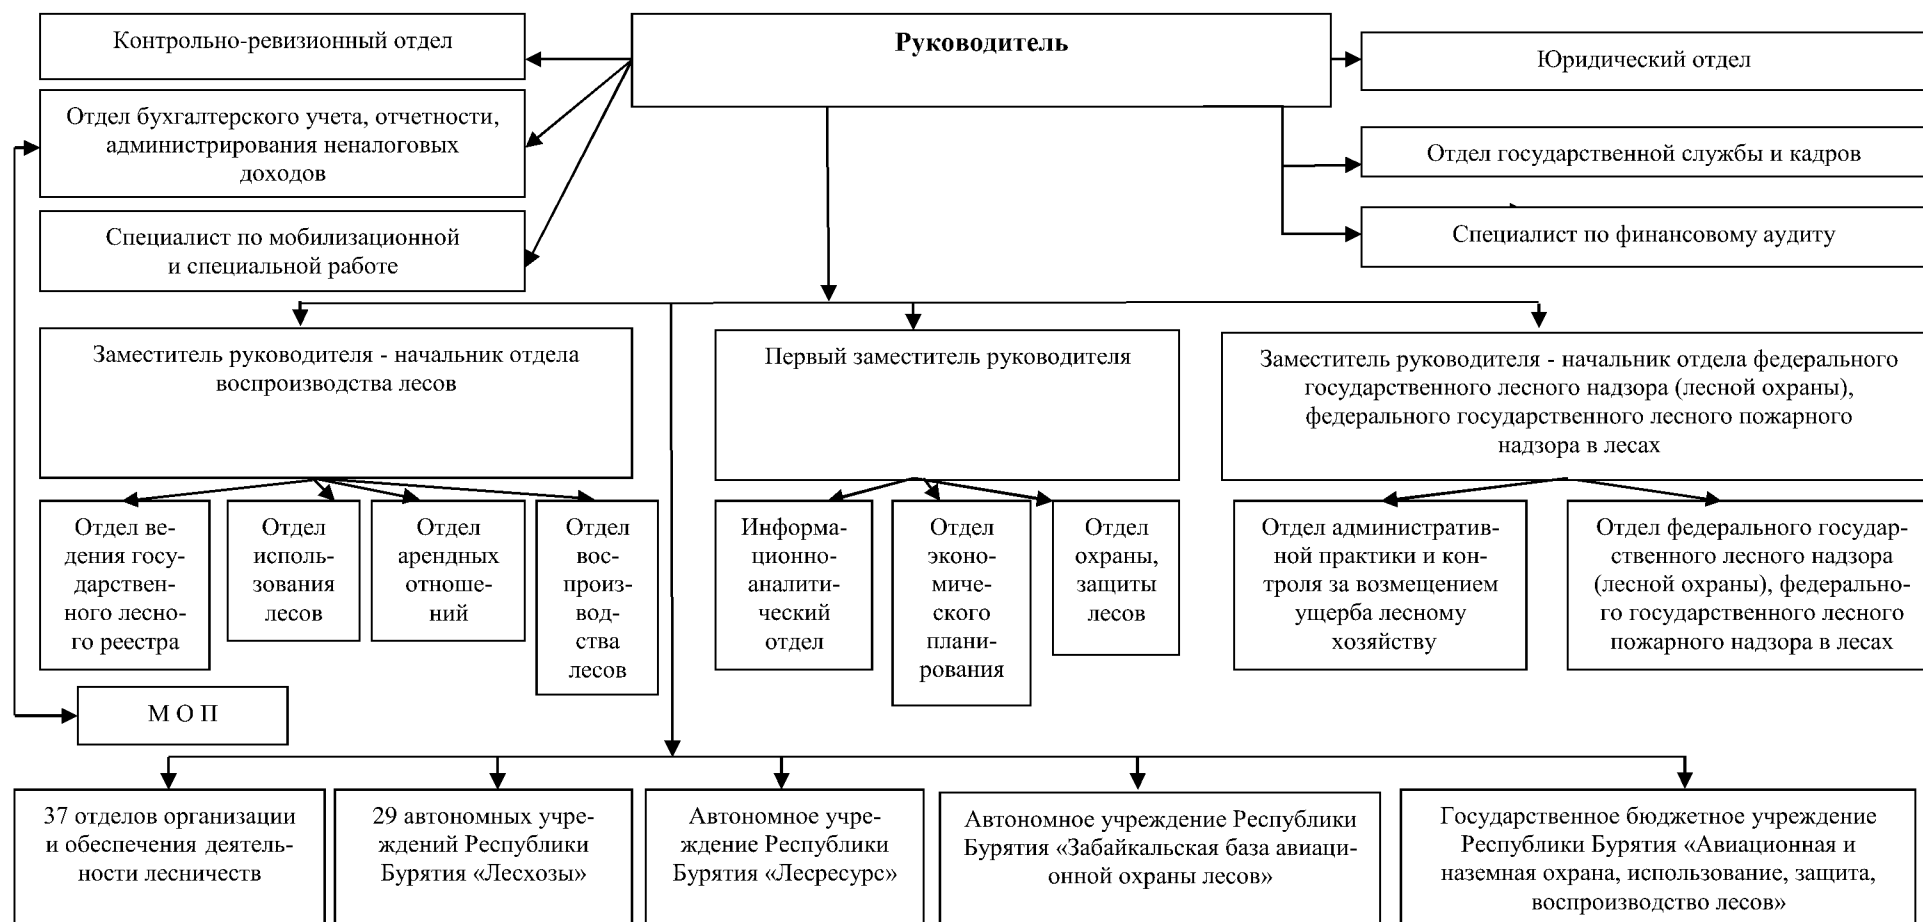 Контрольно-ревизионный отдел
Руководитель
Юридический отдел
Отдел бухгалтерского учета, отчетности,
администрирования неналоговых
доходов
Отдел государственной службы и кадров
Специалист по мобилизационной
и специальной работе
Специалист по финансовому аудиту
Заместитель руководителя - начальник отдела
воспроизводства лесов
Первый заместитель руководителя
Заместитель руководителя - начальник отдела федерального
государственного лесного надзора (лесной охраны),
федерального государственного лесного пожарного
надзора в лесах
Отдел ве-
дения госу-
дарствен-
ного лесно-
го реестра
Отдел
исполь-
зования
лесов
Отдел
арендных
отноше-
ний
Отдел
вос-
произ-
вод-
ства
лесов
Информа-
ционно-
аналити-
ческий
отдел
Отдел
эконо-
миче-
ского
плани-
рования
Отдел
охраны,
защиты
лесов
Отдел административ-
ной практики и кон-
троля за возмещением
ущерба лесному
хозяйству
Отдел федерального государ-
ственного лесного надзора
(лесной охраны), федерально-
го государственного лесного
пожарного надзора в лесах
М О П
37 отделов организации
и обеспечения деятель-
ности лесничеств
29 автономных учре-
ждений Республики
Бурятия «Лесхозы»
Автономное учре-
ждение Республики
Бурятия «Лесресурс»
Автономное учреждение Республики
Бурятия «Забайкальская база авиаци-
онной охраны лесов»
Государственное бюджетное учреждение
Республики Бурятия «Авиационная и
наземная охрана, использование, защита,
воспроизводство лесов»